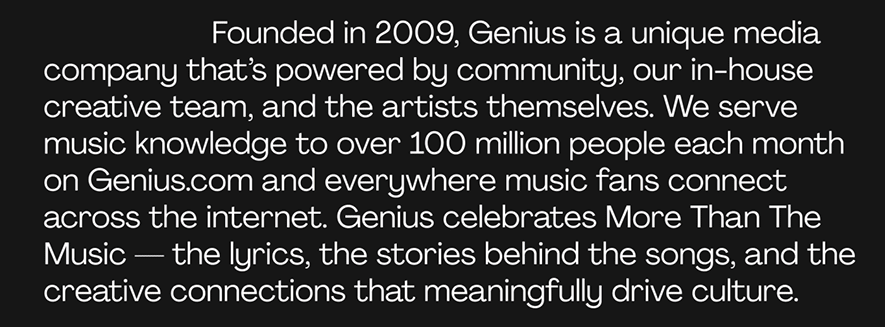 Founded in 2009, Genius is a unique media
company that’s powered by community, our in-house
creative team, and the artists themselves. We serve
music knowledge to over 100 million people each month
on Genius.com and everywhere music fans connect
across the internet. Genius celebrates More Than The
Music — the lyrics, the stories behind the songs, and the
creative connections that meaningfully drive culture.